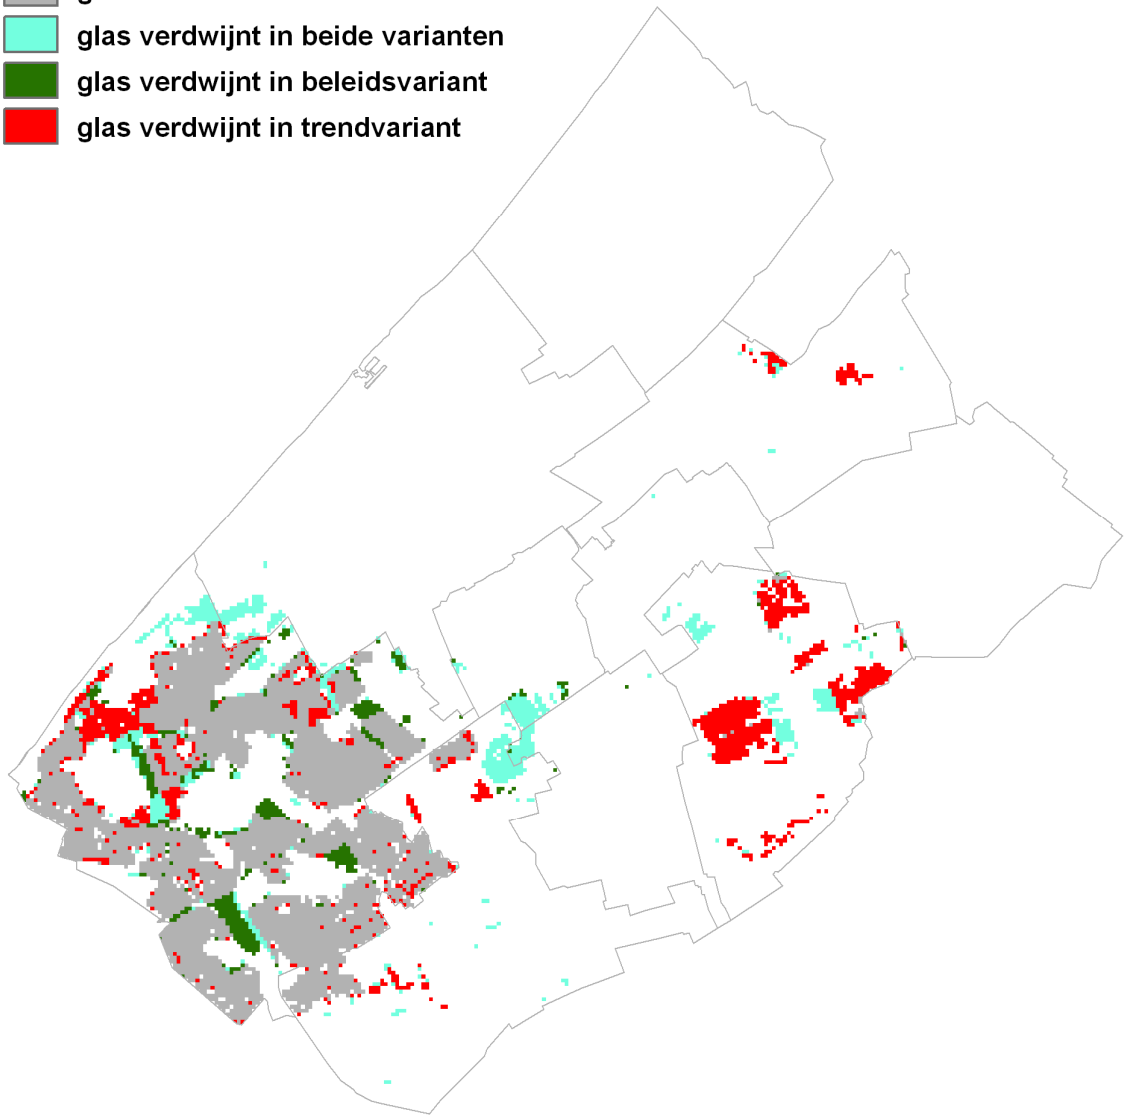 glas verdwijnt in beide varianten
glas verdwijnt in beleidsvariant
glas verdwijnt in trendvariant